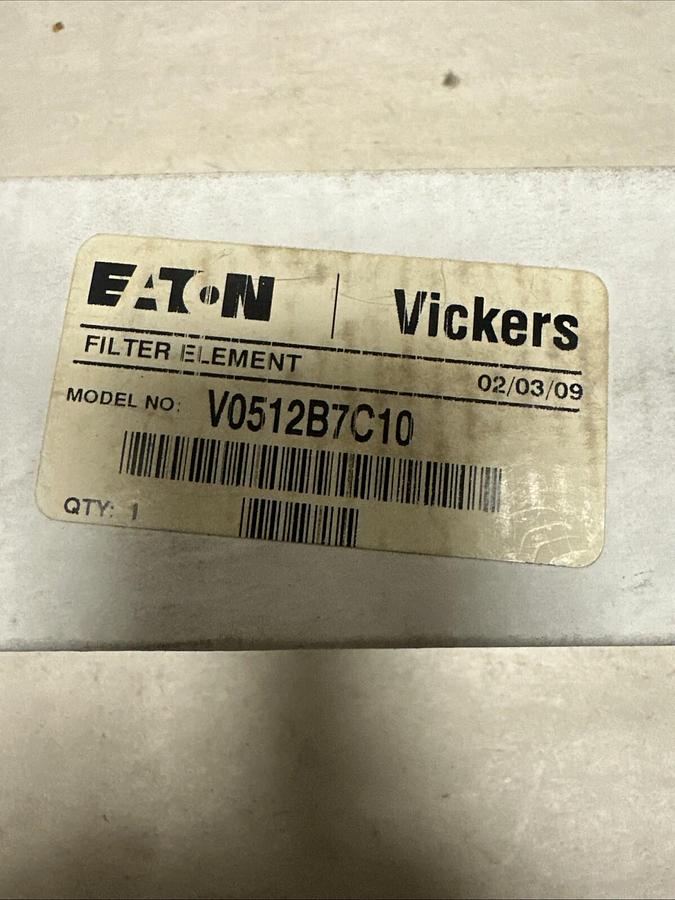 EATON | Vickers
FILTER ELEMENT
02/03/09
MODEL NO: V0512B7C10
QTY: 1